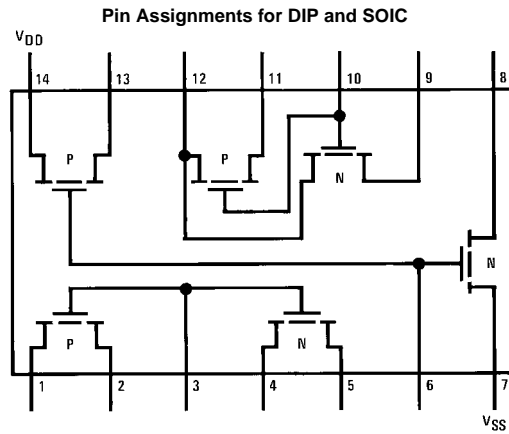 Pin Assignments for DIP and SOIC
VDD
14 13 12 11 10 9 8
P P N
N
P N
1 2 3 4 5 6 7
VSS